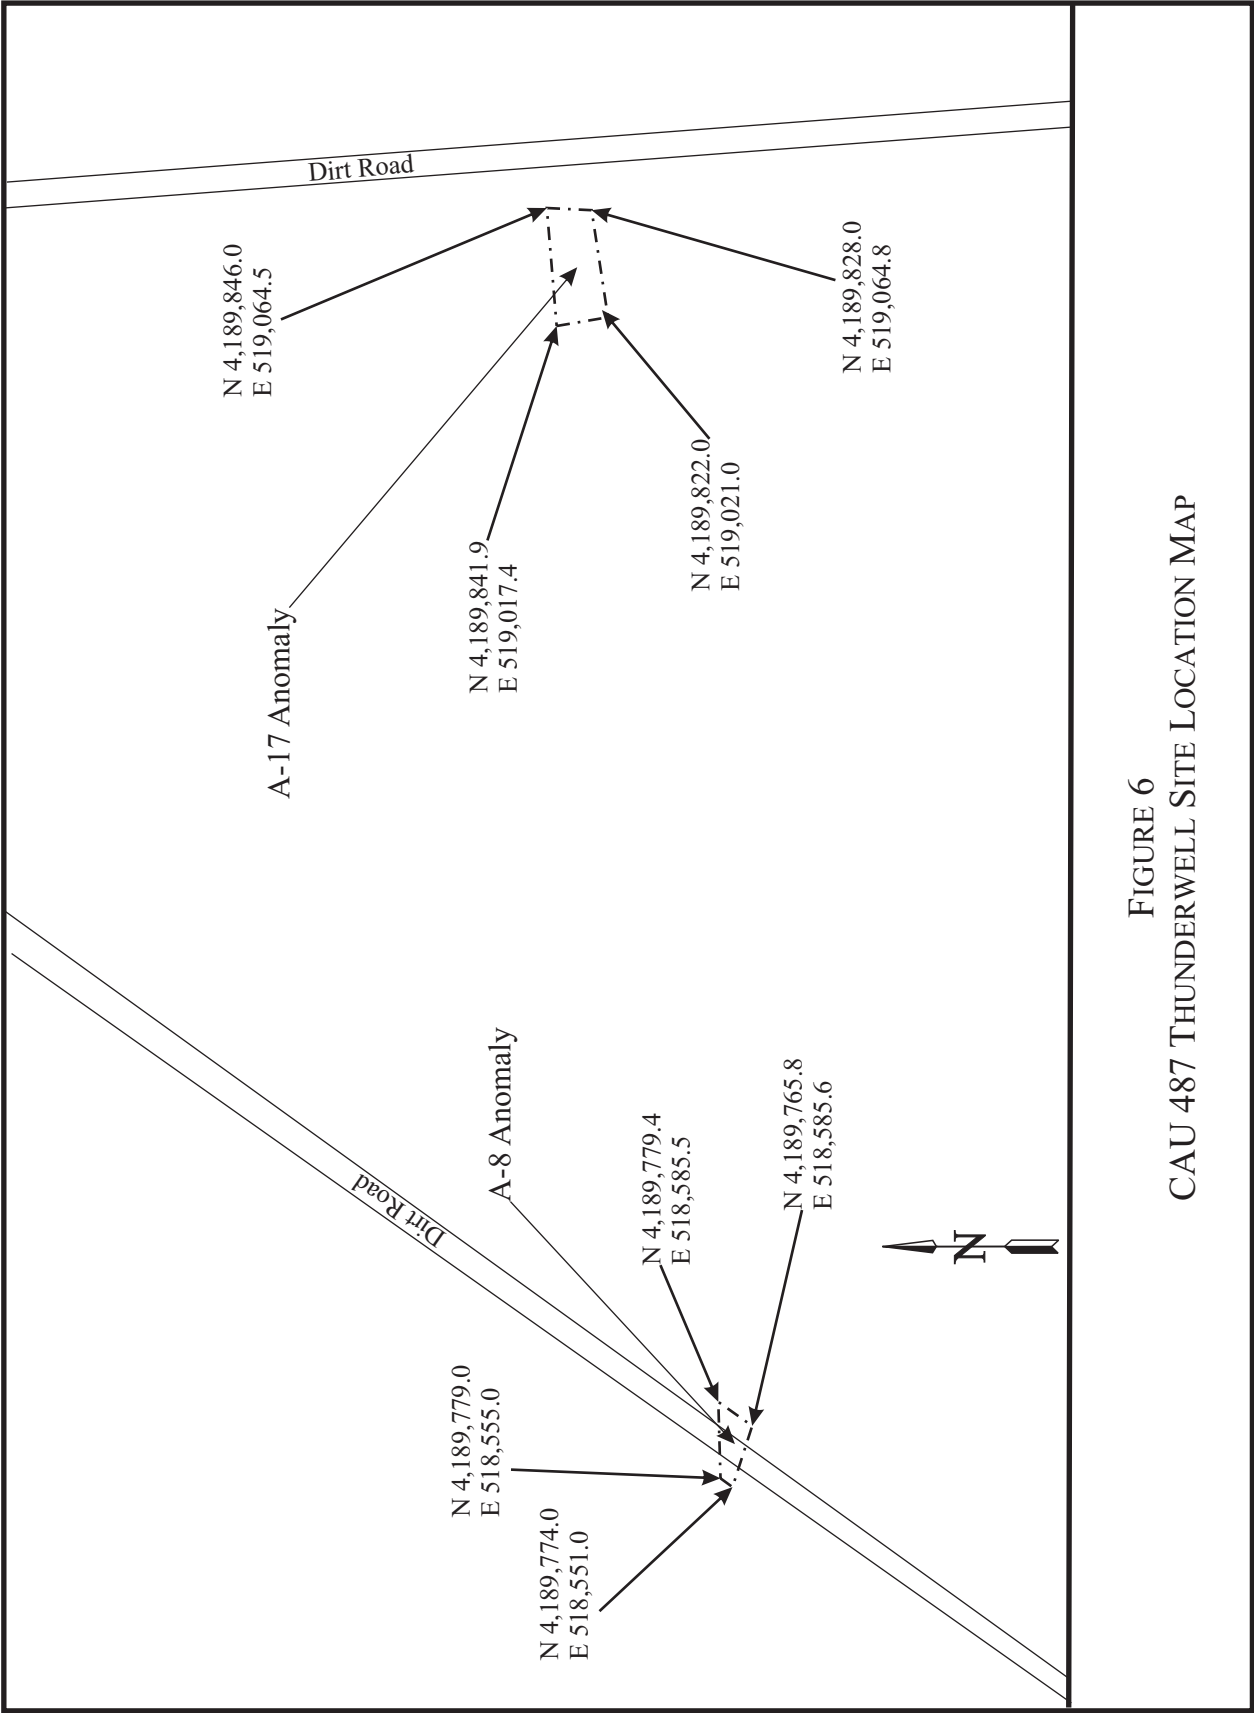 Dirt Road
N 4,189,846.0
E 519,064.5
N 4,189,828.0
E 519,064.8
A-17 Anomaly
N 4,189,841.9
E 519,017.4
N 4,189,822.0
E 519,021.0
Dirt Road
A-8 Anomaly
N 4,189,779.4
E 518,585.5
N 4,189,765.8
E 518,585.6
N 4,189,779.0
E 518,555.0
N 4,189,774.0
E 518,551.0
N
FIGURE 6
CAU 487 THUNDERWELL SITE LOCATION MAP